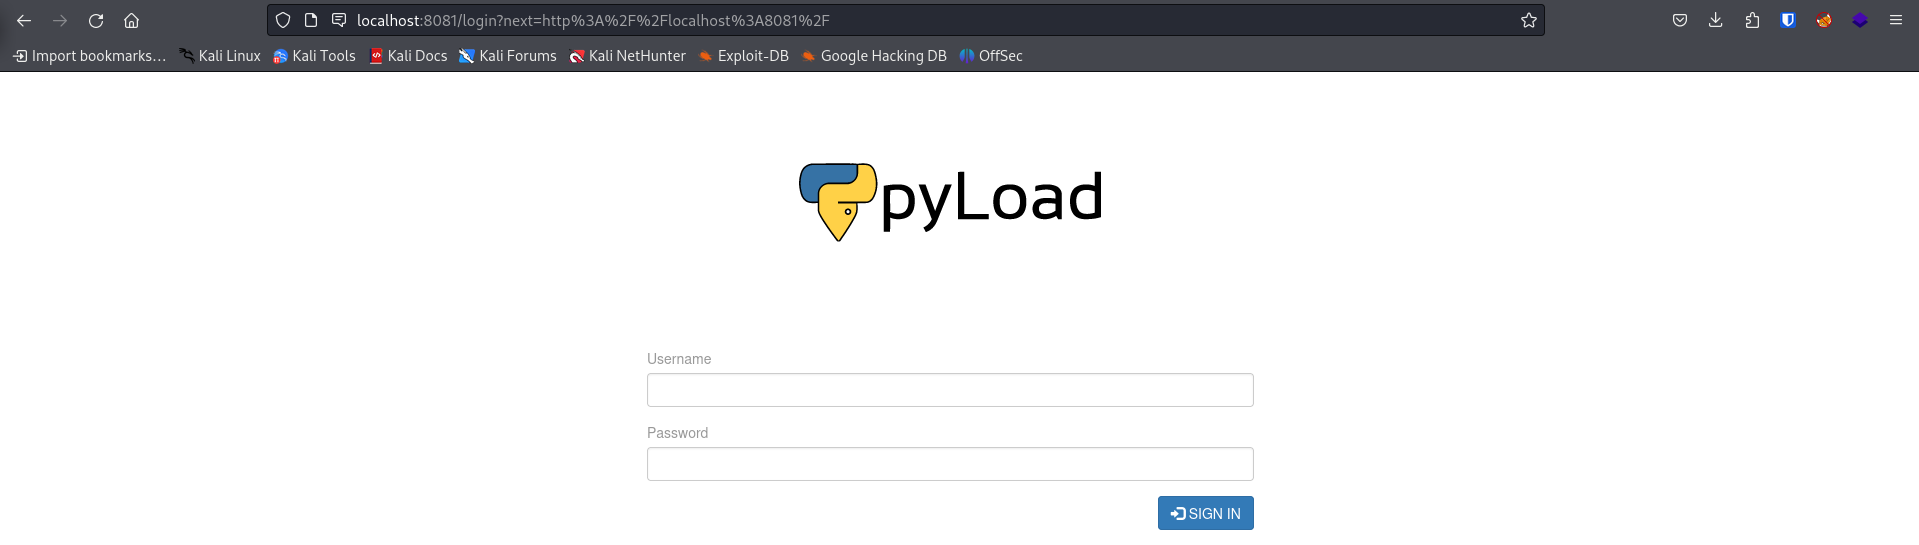 localhost:8081/login?next=http%3A%2F%2Flocalhost%3A8081%2F
Import bookmarks... Kali Linux Kali Tools Kali Docs Kali Forums Kali NetHunter Exploit-DB Google Hacking DB OffSec
pyLoad
Username
Password
SIGN IN